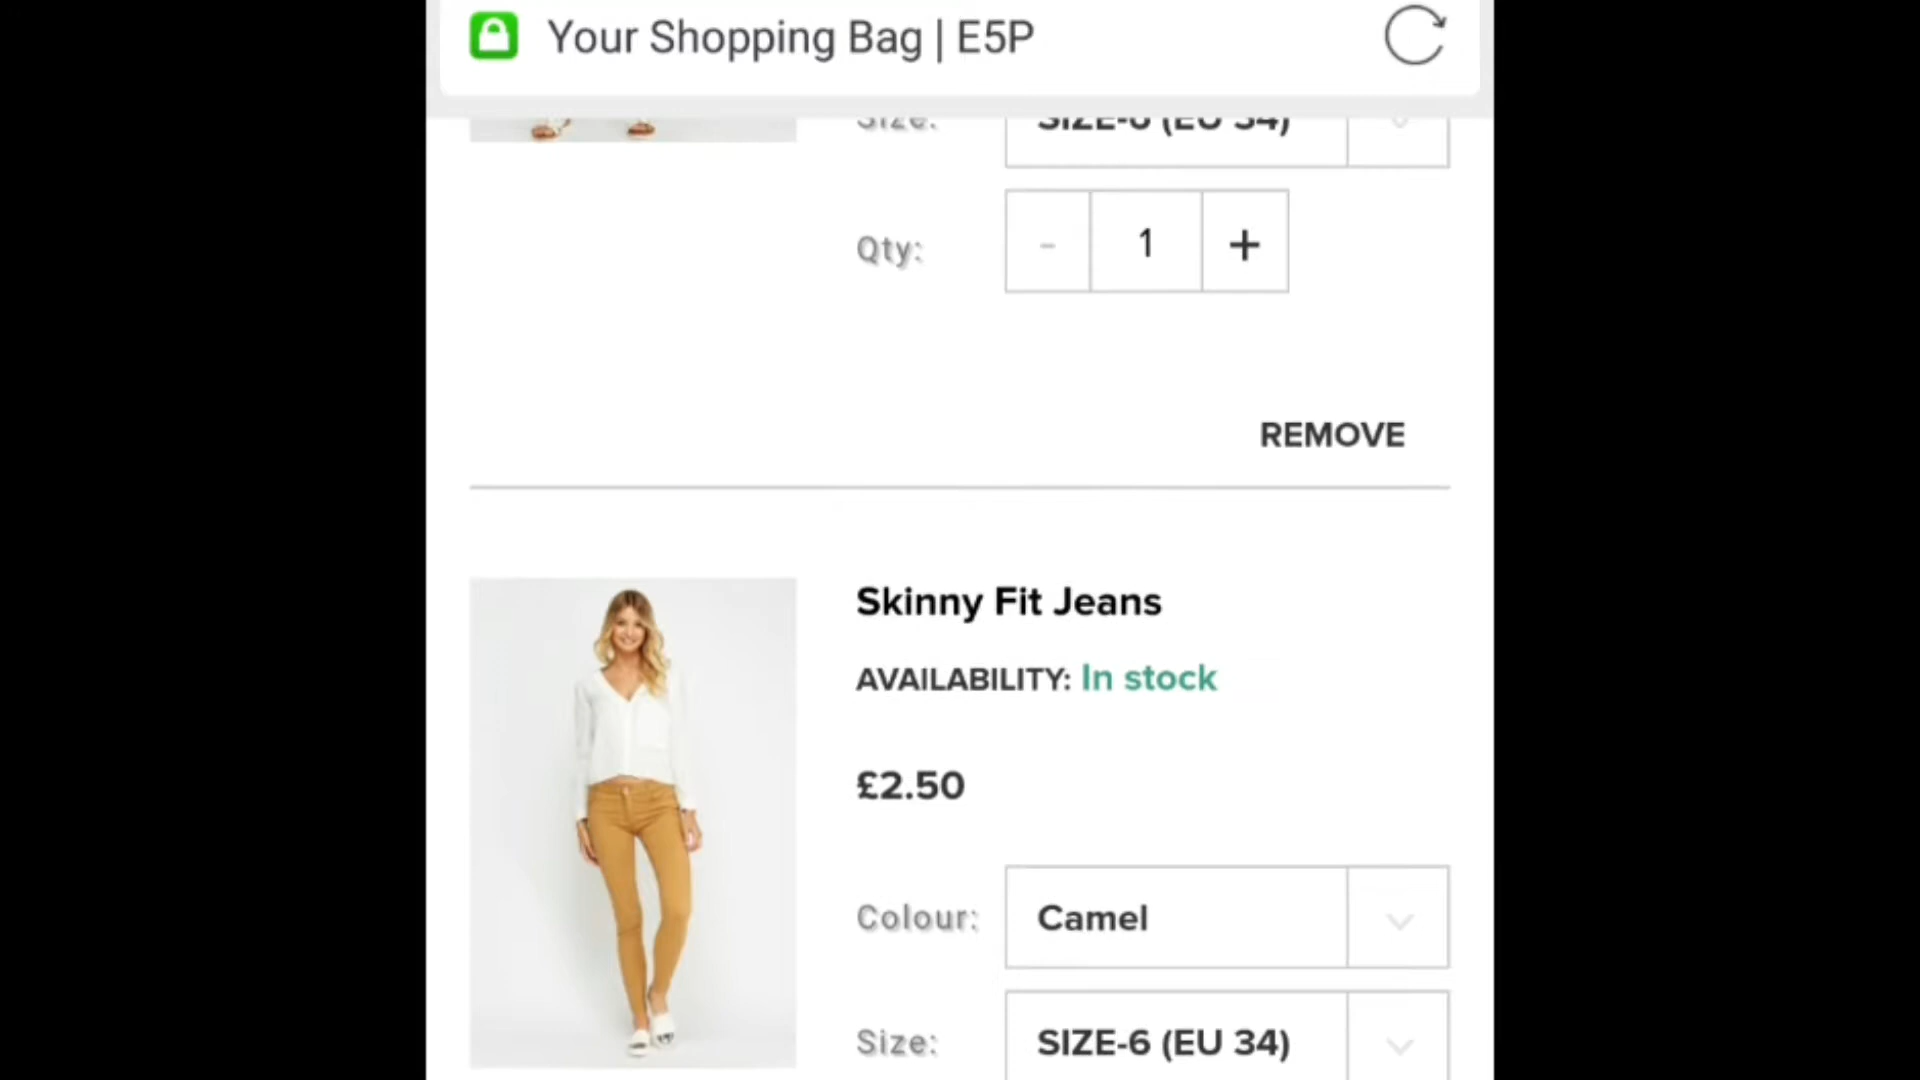 Your Shopping Bag | E5P
Size: SIZE-6 (EU 34)
Qty: - 1 +
REMOVE
Skinny Fit Jeans
AVAILABILITY: In stock
£2.50
Colour: Camel
Size: SIZE-6 (EU 34)